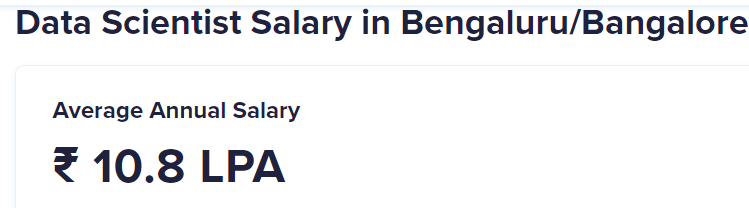 Data Scientist Salary in Bengaluru/Bangalore
Average Annual Salary
₹ 10.8 LPA